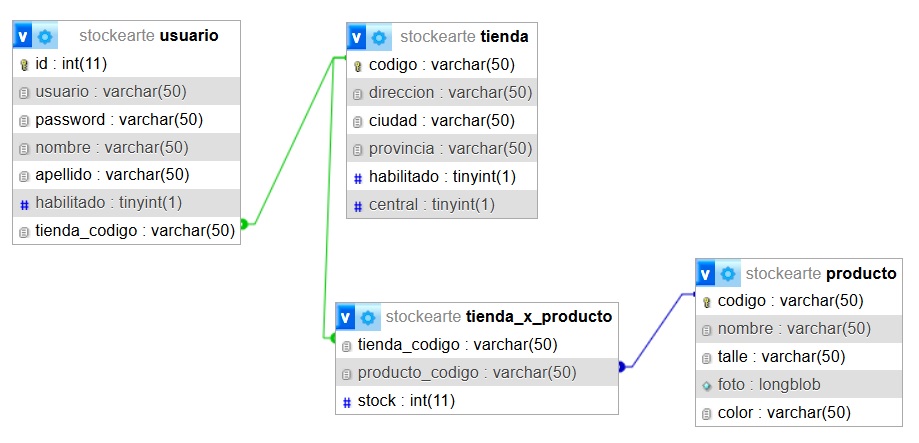 v stockearte usuario
id : int(11)
usuario : varchar(50)
password : varchar(50)
nombre : varchar(50)
apellido : varchar(50)
# habilitado : tinyint(1)
tienda_codigo : varchar(50)
v stockearte tienda
codigo : varchar(50)
direccion : varchar(50)
ciudad : varchar(50)
provincia : varchar(50)
# habilitado : tinyint(1)
# central : tinyint(1)
v stockearte tienda_x_producto
tienda_codigo : varchar(50)
producto_codigo : varchar(50)
# stock : int(11)
v stockearte producto
codigo : varchar(50)
nombre : varchar(50)
talle : varchar(50)
foto : longblob
color : varchar(50)